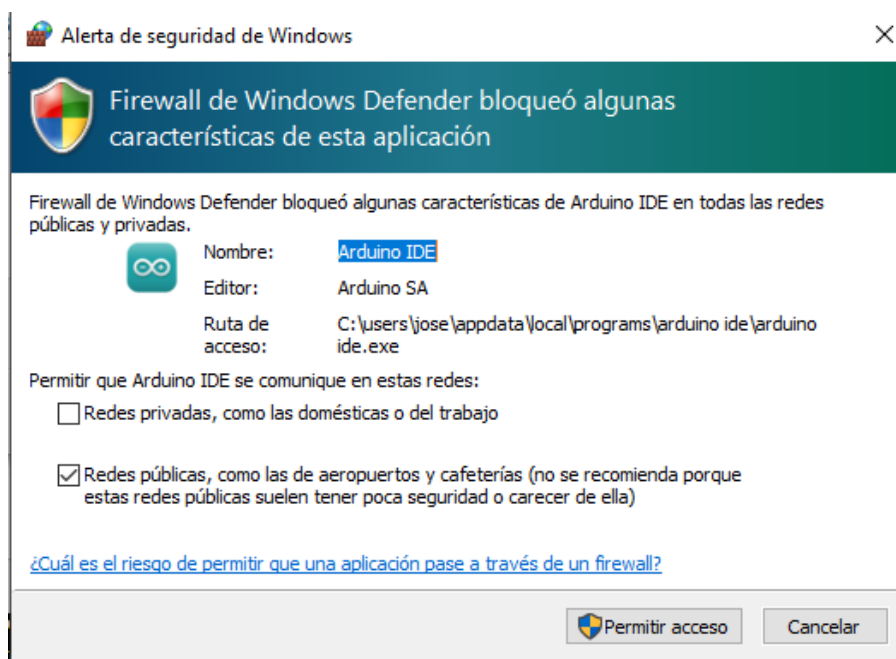 Alerta de seguridad de Windows
Firewall de Windows Defender bloqueó algunas
características de esta aplicación
Firewall de Windows Defender bloqueó algunas características de Arduino IDE en todas las redes
públicas y privadas.
Nombre: Arduino IDE
Editor: Arduino SA
Ruta de acceso: C:\users\jose\appdata\local\programs\arduino ide\arduino
ide.exe
Permitir que Arduino IDE se comunique en estas redes:
Redes privadas, como las domésticas o del trabajo
Redes públicas, como las de aeropuertos y cafeterías (no se recomienda porque
estas redes públicas suelen tener poca seguridad o carecer de ella)
¿Cuál es el riesgo de permitir que una aplicación pase a través de un firewall?
Permitir acceso Cancelar